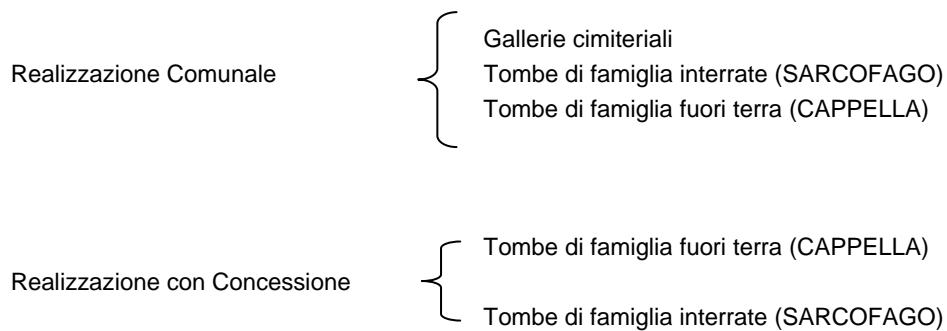 Gallerie cimiteriali
Realizzazione Comunale Tombe di famiglia interrate (SARCOFAGO)
Tombe di famiglia fuori terra (CAPPELLA)
Tombe di famiglia fuori terra (CAPPELLA)
Realizzazione con Concessione
Tombe di famiglia interrate (SARCOFAGO)